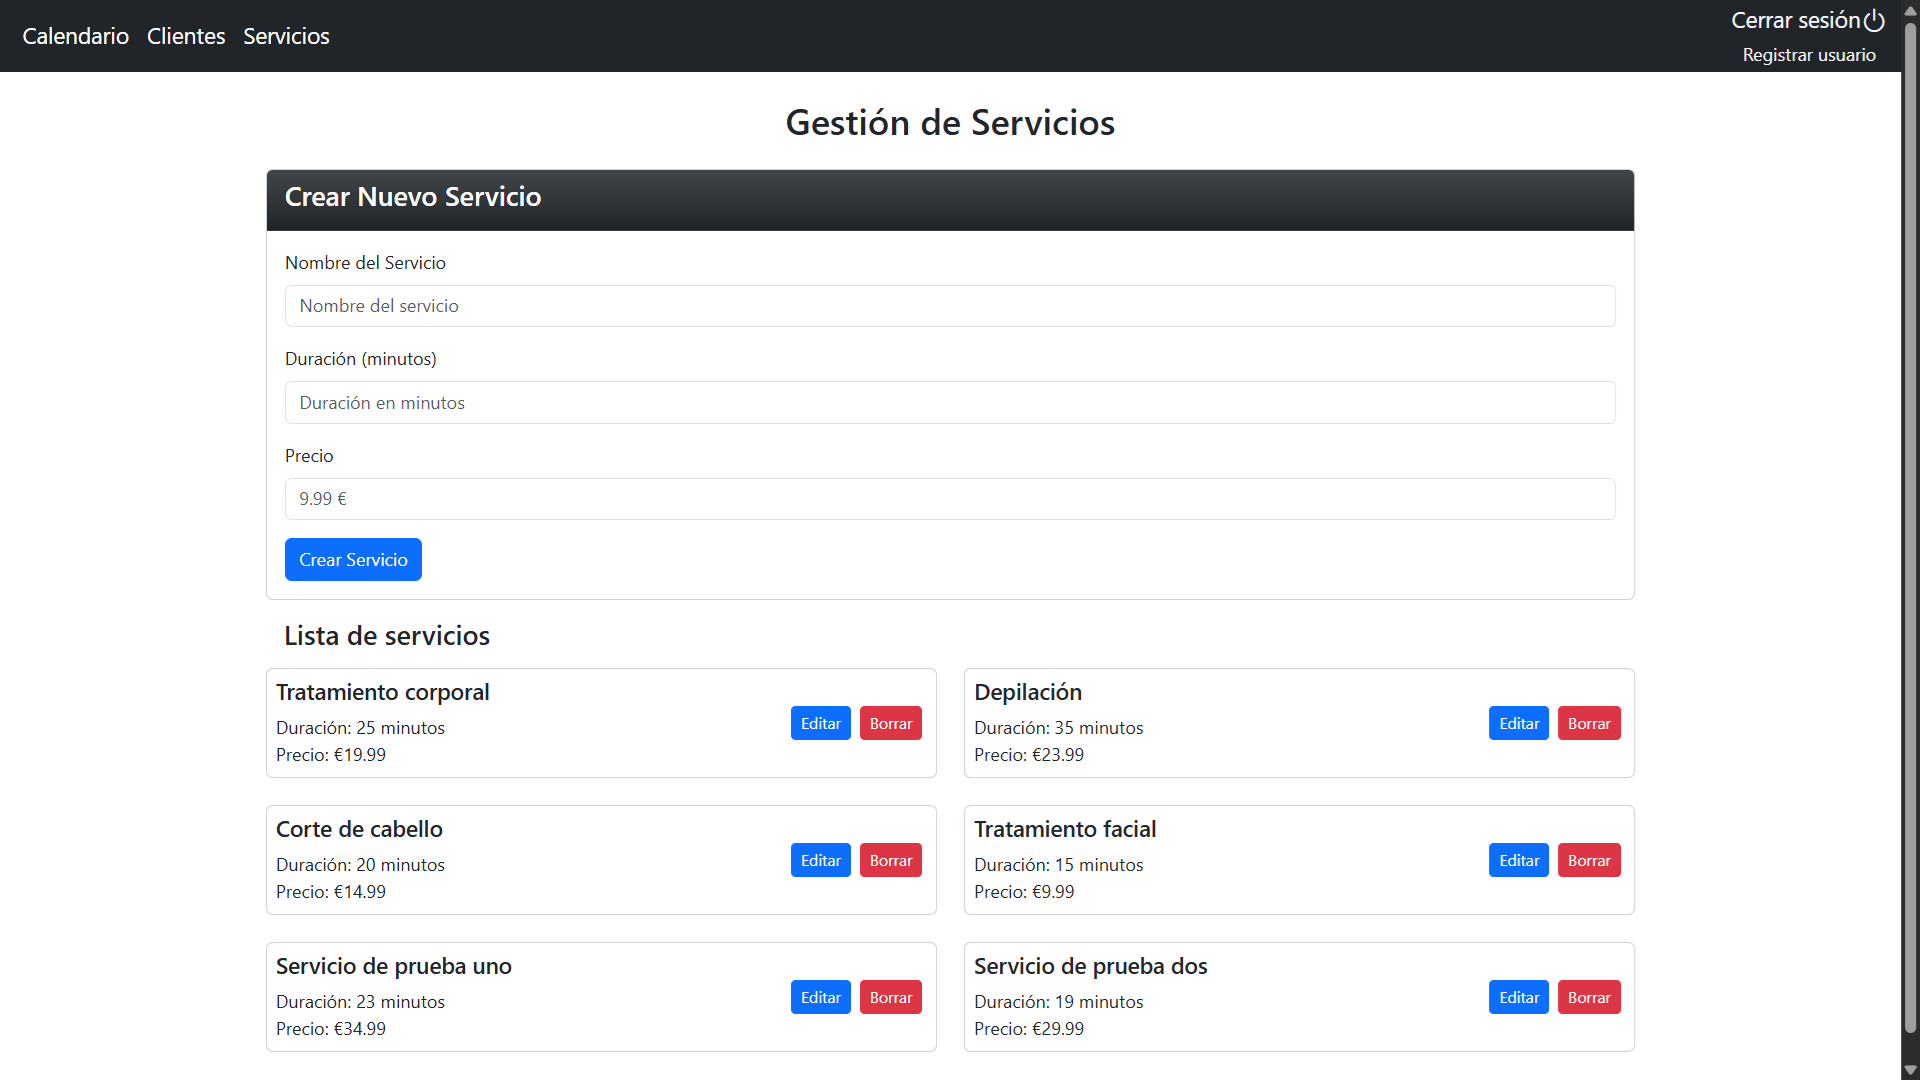 Calendario Clientes Servicios
Cerrar sesión
Registrar usuario
Gestión de Servicios
Crear Nuevo Servicio
Nombre del Servicio
Nombre del servicio
Duración (minutos)
Duración en minutos
Precio
9.99 €
Crear Servicio
Lista de servicios
Tratamiento corporal
Duración: 25 minutos
Precio: €19.99
Editar Borrar
Depilación
Duración: 35 minutos
Precio: €23.99
Editar Borrar
Corte de cabello
Duración: 20 minutos
Precio: €14.99
Editar Borrar
Tratamiento facial
Duración: 15 minutos
Precio: €9.99
Editar Borrar
Servicio de prueba uno
Duración: 23 minutos
Precio: €34.99
Editar Borrar
Servicio de prueba dos
Duración: 19 minutos
Precio: €29.99
Editar Borrar